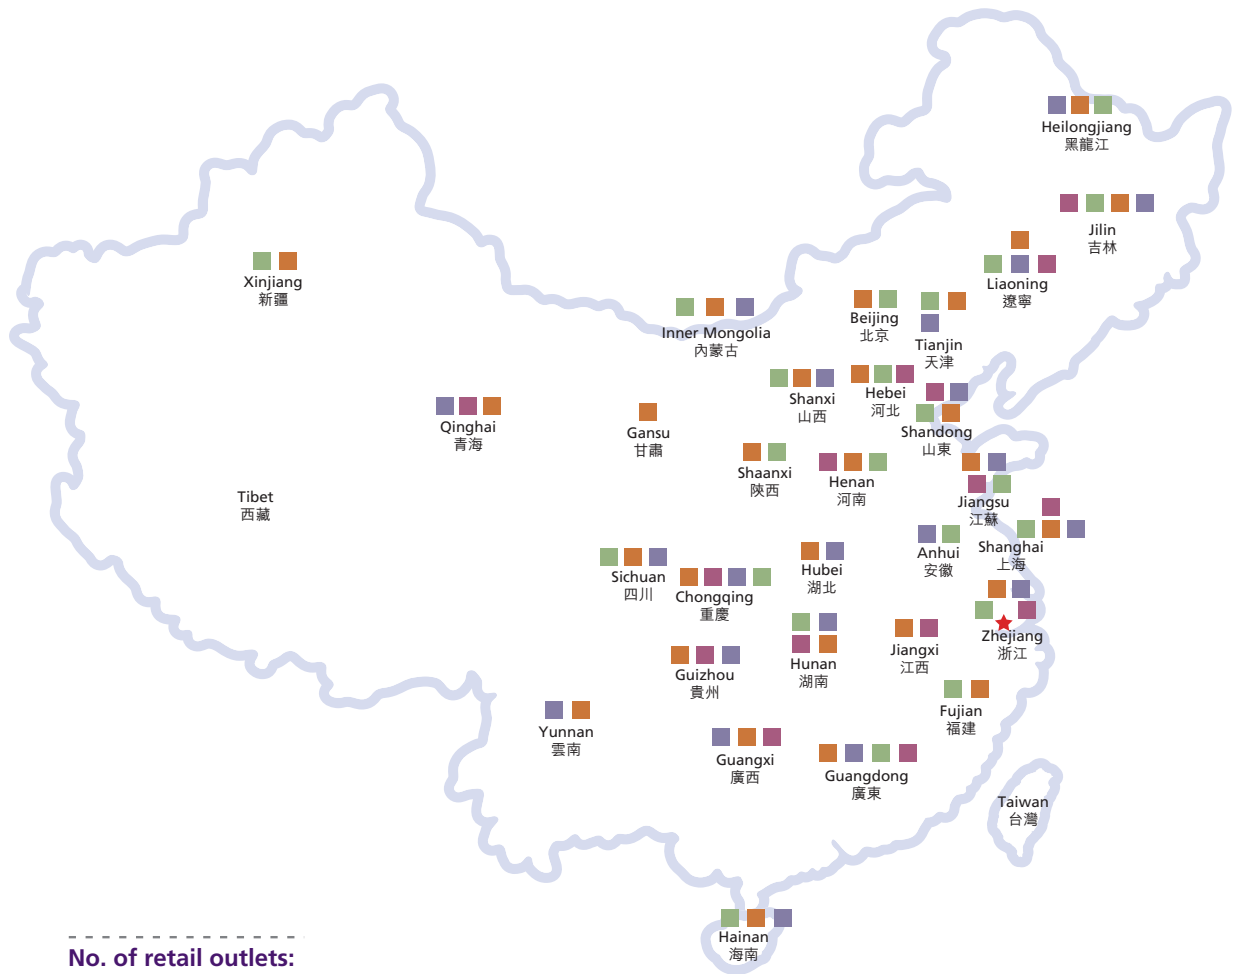 Heilongjiang
黑龍江
Jilin
吉林
Liaoning
遼寧
Xinjiang
新疆
Inner Mongolia
內蒙古
Beijing
北京
Tianjin
天津
Shanxi
山西
Hebei
河北
Shandong
山東
Qinghai
青海
Gansu
甘肅
Shaanxi
陝西
Henan
河南
Jiangsu
江蘇
Tibet
西藏
Anhui
安徽
Shanghai
上海
Sichuan
四川
Chongqing
重慶
Hubei
湖北
Zhejiang
浙江
Hunan
湖南
Jiangxi
江西
Guizhou
貴州
Fujian
福建
Yunnan
雲南
Guangxi
廣西
Guangdong
廣東
Taiwan
台灣
Hainan
海南
No. of retail outlets: